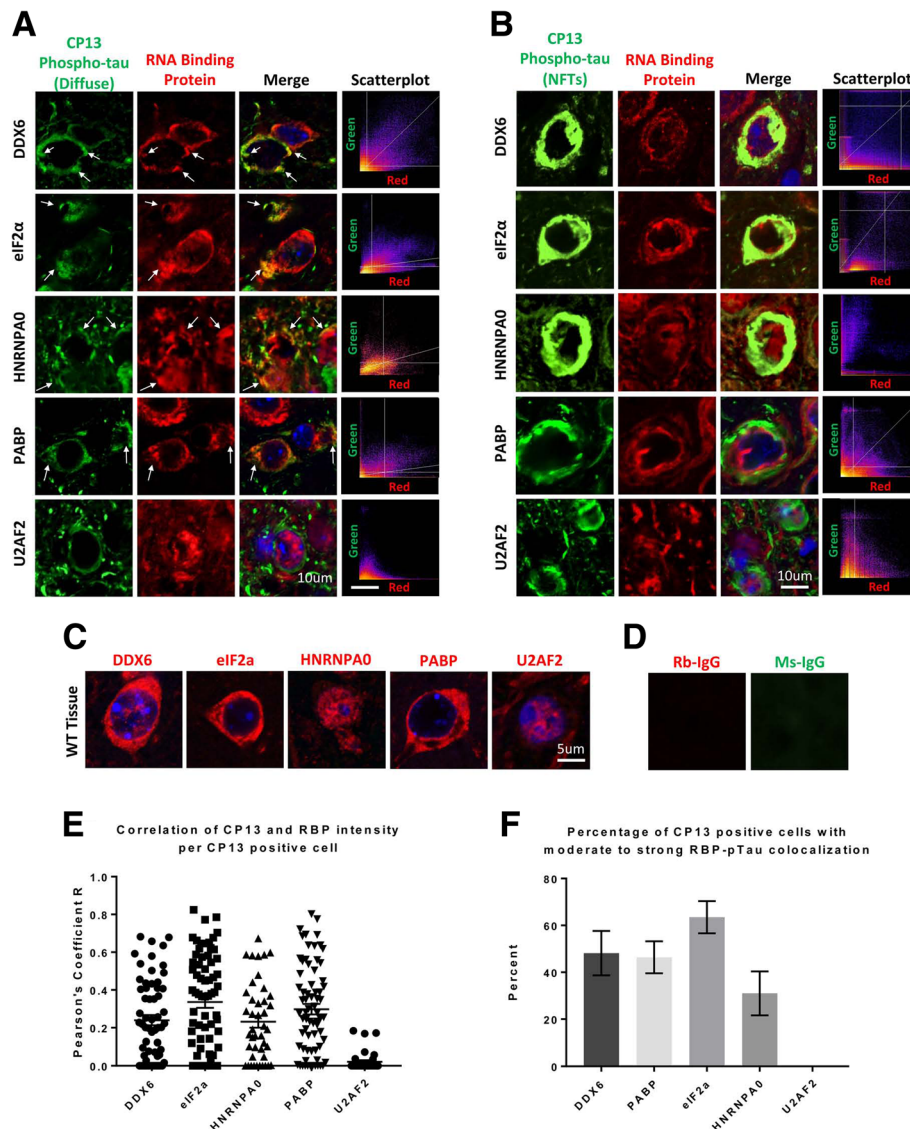 A
CP13
Phospho-tau
(Diffuse)
RNA Binding
Protein
Merge
Scatterplot
DDX6
Green
Red
eIF2α
Green
Red
HNRNPA0
Green
Red
PABP
Green
Red
U2AF2
10um
Green
Red
B
CP13
Phospho-tau
(NFTs)
RNA Binding
Protein
Merge
Scatterplot
DDX6
Green
Red
eIF2α
Green
Red
HNRNPA0
Green
Red
PABP
Green
Red
U2AF2
10um
Green
Red
C
DDX6 eIF2a HNRNPA0 PABP U2AF2
WT Tissue
5um
D
Rb-IgG Ms-IgG
E
Correlation of CP13 and RBP intensity
per CP13 positive cell
Pearson's Coefficient R
1.0
0.8
0.6
0.4
0.2
0.0
DDX6 eIF2a HNRNPA0 PABP U2AF2
F
Percentage of CP13 positive cells with
moderate to strong RBP-pTau colocalization
Percent
80
60
40
20
0
DDX6 PABP eIF2a HNRNPA0 U2AF2